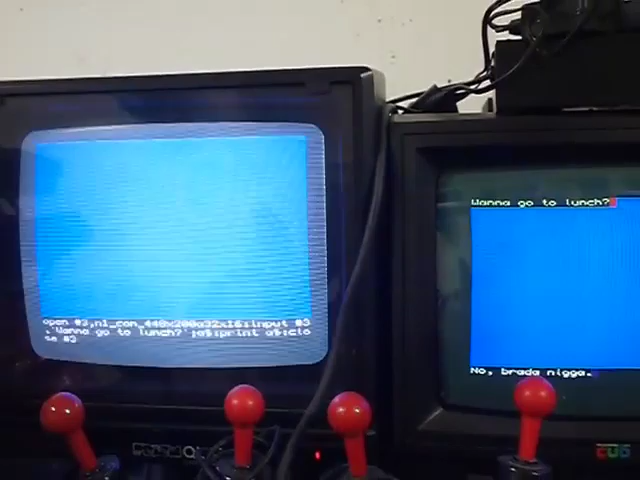 open #3,n1_con_448x200a32x16:input #3
,'Wanna go to lunch?';a$:print a$:clo
se #3
Wanna go to lunch?
No, brada nigga.
CUB